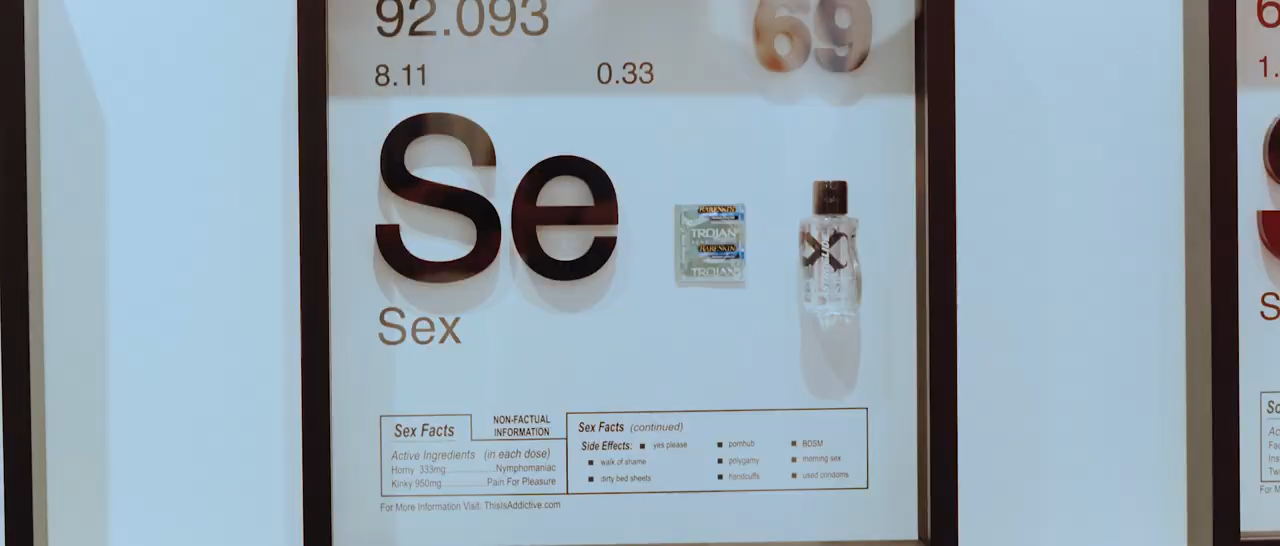 92.093
69
8.11
0.33
Se
Sex
TROJAN
BARESKIN
TROJAN
X
Sex Facts
NON-FACTUAL
INFORMATION
Active Ingredients (in each dose)
Horny 333mg Nymphomaniac
Kinky 950mg Pain For Pleasure
Sex Facts (continued)
Side Effects: ■ yes please ■ pornhub ■ BDSM
■ walk of shame ■ polygamy ■ morning sex
■ dirty bed sheets ■ handcuffs ■ used condoms
For More Information Visit: ThisIsAddictive.com
6
1.
S